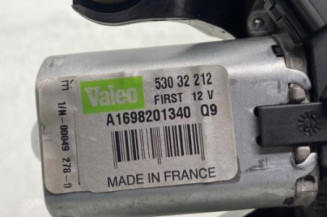 Valeo
530 32 212
FIRST 12 V
A1698201340 Q9
MADE IN FRANCE